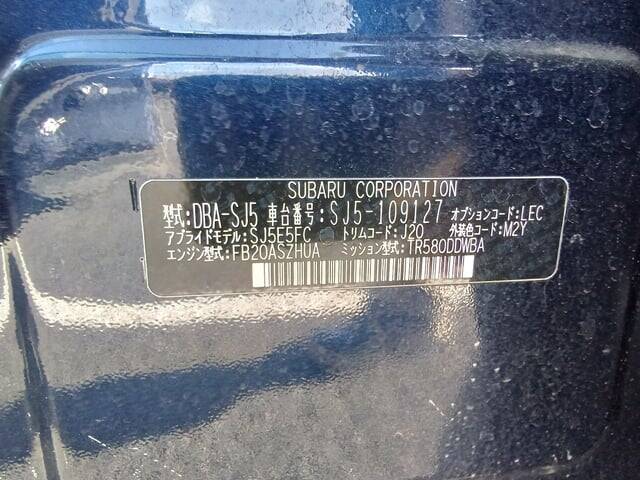 SUBARU CORPORATION
型式:DBA-SJ5 車台番号:SJ5-109127 オプションコード:LEC
アプライドモデル:SJ5E5FC トリムコード:J20 外装色コード:M2Y
エンジン型式:FB20ASZHUA ミッション型式:TR580DDWBA